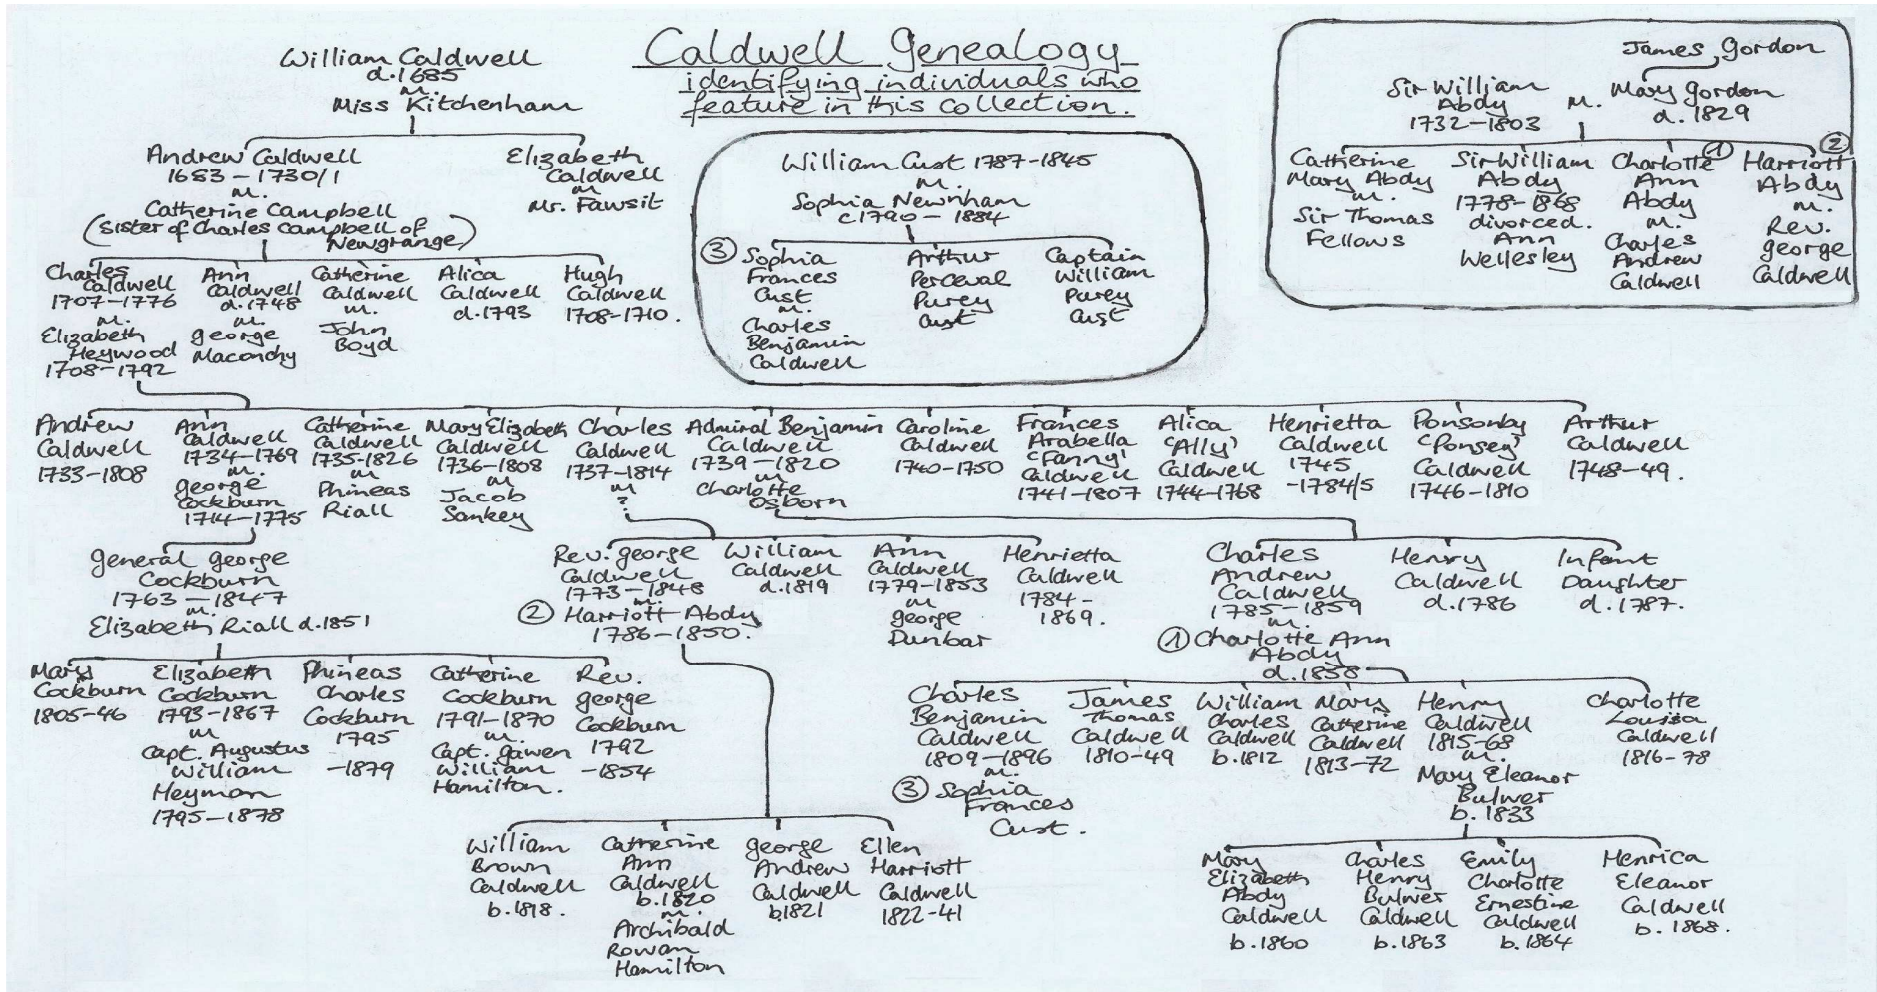 Caldwell Genealogy
identifying individuals who
feature in this collection.
William Caldwell
d.1685
m.
Miss Kitchenham
Andrew Caldwell
1683-1730/1
m.
Catherine Campbell
(sister of Charles Campbell of
Newgrange)
Elizabeth
Caldwell
m
Mr. Fawsit
Charles
Caldwell
1707-1776
m.
Elizabeth
Heywood
1708-1792
Ann
Caldwell
d.1748
m.
George
Maconchy
Catherine
Caldwell
m.
John
Boyd
Alica
Caldwell
d.1793
Hugh
Caldwell
1708-1710.
William Cust 1787-1845
m.
Sophia Newnham
c1790-1884
③ Sophia
Frances
Cust
m.
Charles
Benjamin
Caldwell
Arthur
Perceval
Purey
Cust
Captain
William
Purey
Cust
James Gordon
Sir William
Abdy
1732-1803
m.
Mary Gordon
d.1829
Catherine
Mary Abdy
m.
Sir Thomas
Fellows
Sir William
Abdy
1778-1868
divorced.
Ann
Wellesley
Charlotte ①
Ann
Abdy
m.
Charles
Andrew
Caldwell
②
Harriott
Abdy
m.
Rev.
George
Caldwell
Andrew
Caldwell
1733-1808
Ann
Caldwell
1734-1769
m.
George
Cockburn
1714-1775
Catherine
Caldwell
1735-1826
m
Phineas
Riall
Mary Elizabeth
Caldwell
1736-1808
m
Jacob
Sankey
Charles
Caldwell
1737-1814
m
?
Admiral Benjamin
Caldwell
1739-1820
m
Charlotte
Osborn
Caroline
Caldwell
1740-1750
Frances
Arabella
'Fanny'
Caldwell
1741-1807
Alica
'Ally'
Caldwell
1744-1768
Henrietta
Caldwell
1745
-1784/5
Ponsonby
'Ponsey'
Caldwell
1746-1810
Arthur
Caldwell
1748-49.
General George
Cockburn
1763-1847
m.
Elizabeth Riall d.1851
Rev. George
Caldwell
1773-1848
m.
② Harriott Abdy
1786-1850.
William
Caldwell
d.1819
Ann
Caldwell
1779-1853
m
George
Dunbar
Henrietta
Caldwell
1784-
1869.
Charles
Andrew
Caldwell
1785-1859
m.
① Charlotte Ann
Abdy
d.1858
Henry
Caldwell
d.1786
Infant
Daughter
d.1787.
Mary
Cockburn
1805-46
Elizabeth
Cockburn
1793-1867
m
Capt. Augustus
William
Heyman
1795-1878
Phineas
Charles
Cockburn
1795
-1879
Catherine
Cockburn
1791-1870
m.
Capt. Gawen
William
Hamilton.
Rev.
George
Cockburn
1792
-1854
Charles
Benjamin
Caldwell
1809-1896
m.
③ Sophia
Frances
Cust.
James
Thomas
Caldwell
1810-49
William
Charles
Caldwell
b.1812
Mary
Catherine
Caldwell
1813-72
Henry
Caldwell
1815-68
m.
Mary Eleanor
Bulwer
b.1833
Charlotte
Louisa
Caldwell
1816-78
William
Brown
Caldwell
b.1818.
Catherine
Ann
Caldwell
b.1820
m.
Archibald
Rowan
Hamilton
George
Andrew
Caldwell
b.1821
Ellen
Harriott
Caldwell
1822-41
Mary
Elizabeth
Abdy
Caldwell
b.1860
Charles
Henry
Bulwer
Caldwell
b.1863
Emily
Charlotte
Ernestine
Caldwell
b.1864
Henrica
Eleanor
Caldwell
b.1868.